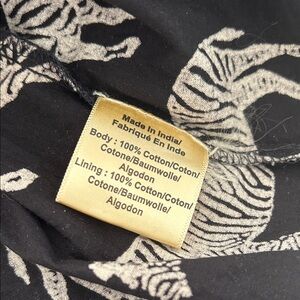 Made In India/
Fabriqué En Inde
Body : 100% Cotton/Coton/
Cotone/Baumwolle/
Algodon
Lining : 100% Cotton/Coton/
Cotone/Baumwolle/
Algodon